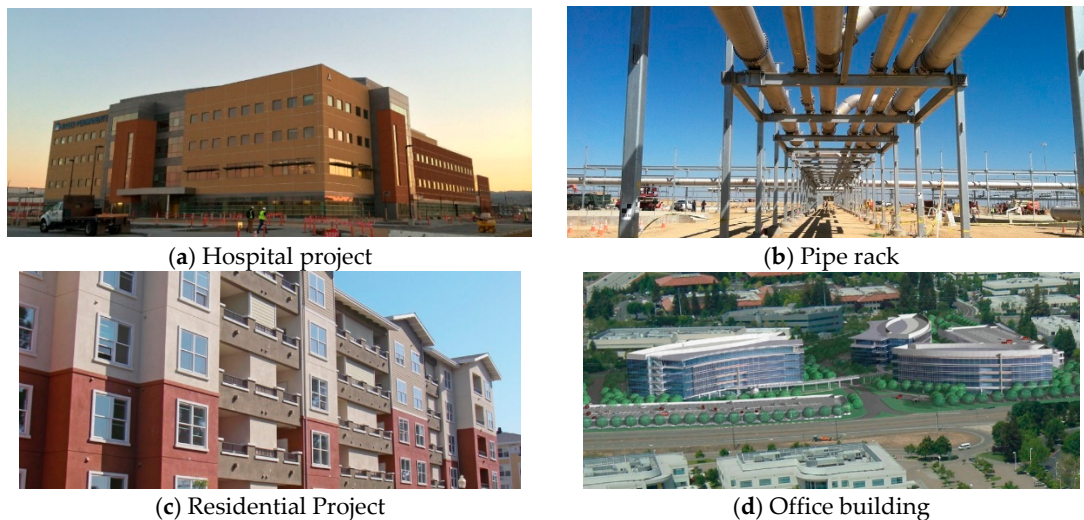 (a) Hospital project
(b) Pipe rack
(c) Residential Project
(d) Office building